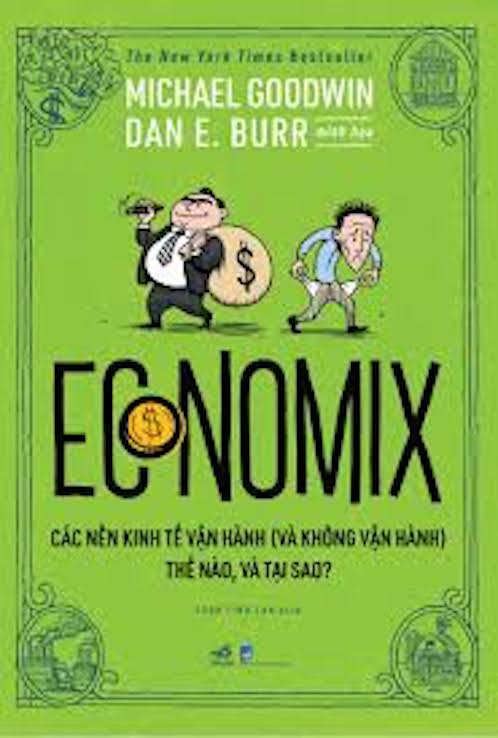 The New York Times Bestseller
MICHAEL GOODWIN
DAN E. BURR minh họa
$
$
ECONOMIX
$
CÁC NỀN KINH TẾ VẬN HÀNH (VÀ KHÔNG VẬN HÀNH)
THẾ NÀO, VÀ TẠI SAO?